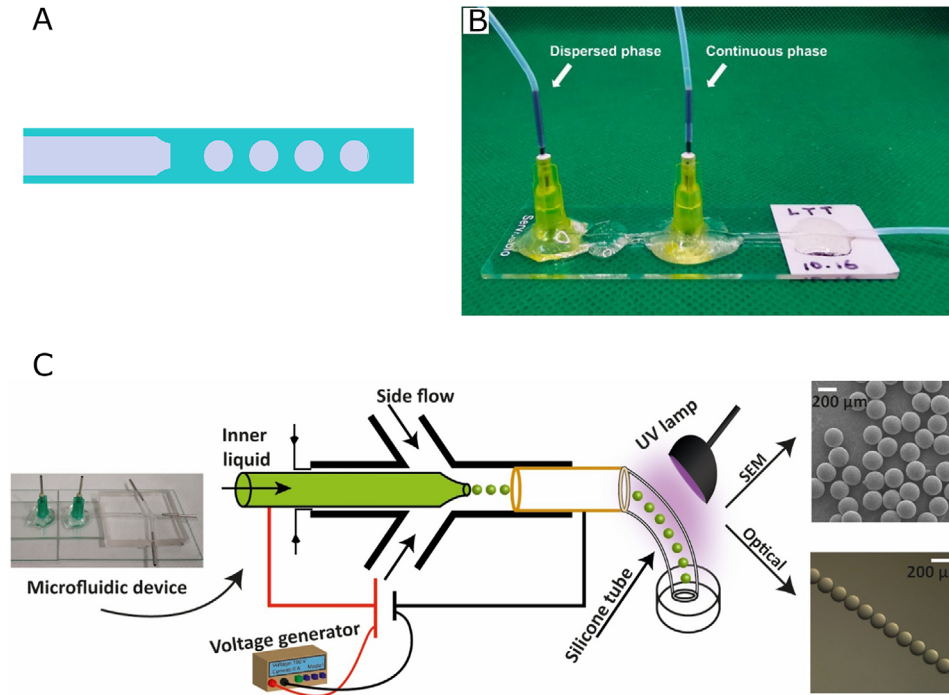 A
B
Dispersed phase
Continuous phase
LTT
10.16
C
Side flow
Inner
liquid
UV lamp
SEM
200 μm
Microfluidic device
Optical
Silicone tube
200 μm
Voltage generator